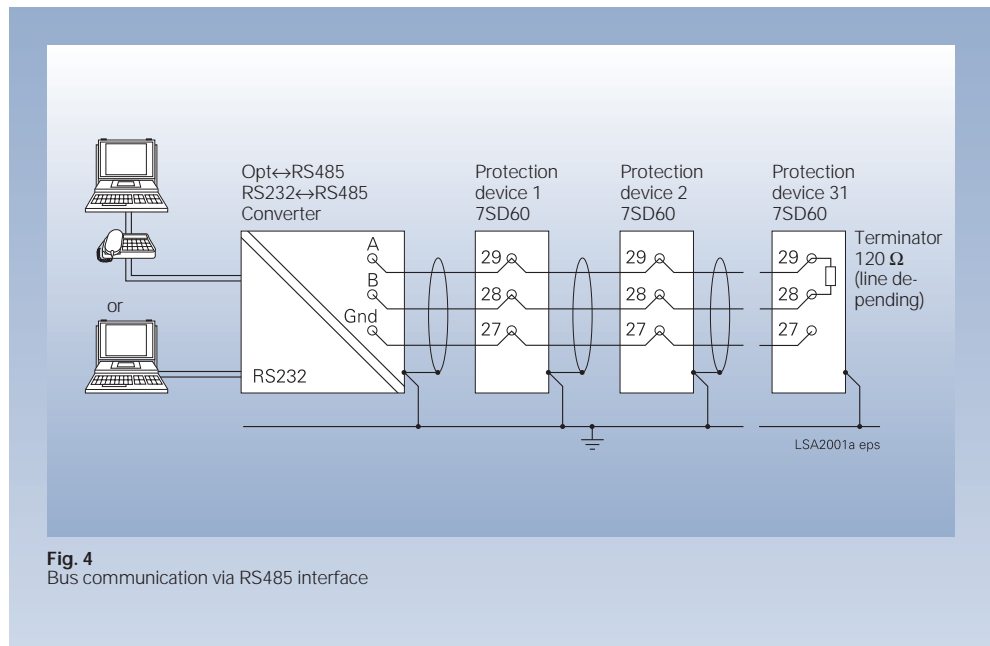 Opt↔RS485
RS232↔RS485
Converter
Protection
device 1
7SD60
Protection
device 2
7SD60
Protection
device 31
7SD60
or
A
B
Gnd
RS232
29
28
27
29
28
27
29
28
27
Terminator
120 Ω
(line de-
pending)
LSA2001a eps
Fig. 4
Bus communication via RS485 interface